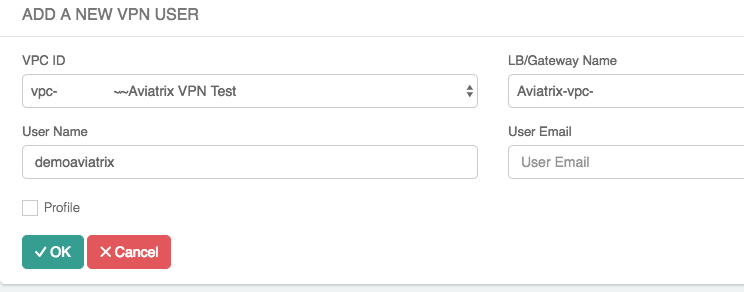 ADD A NEW VPN USER
VPC ID
LB/Gateway Name
vpc- ~~Aviatrix VPN Test
Aviatrix-vpc-
User Name
User Email
demoaviatrix
User Email
Profile
OK Cancel